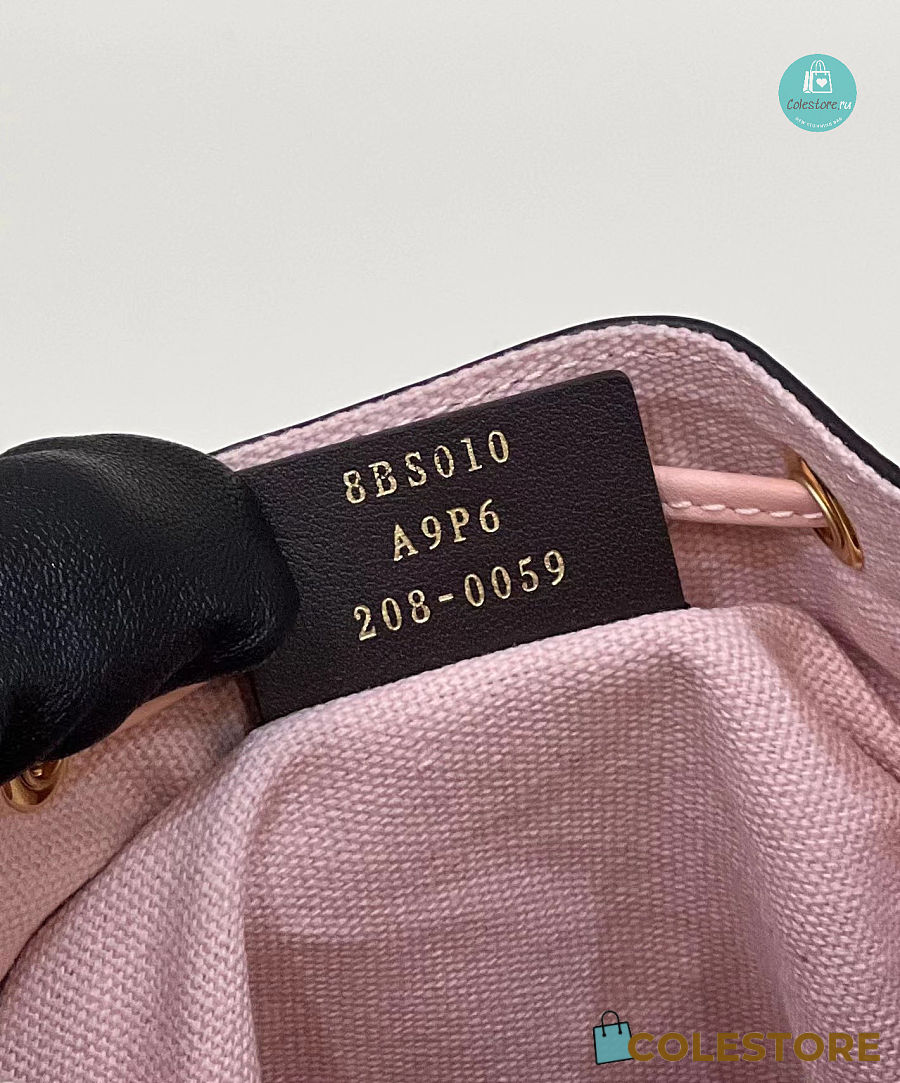 Colestore.ru
8BS010
A9P6
208-0059
COLESTORE